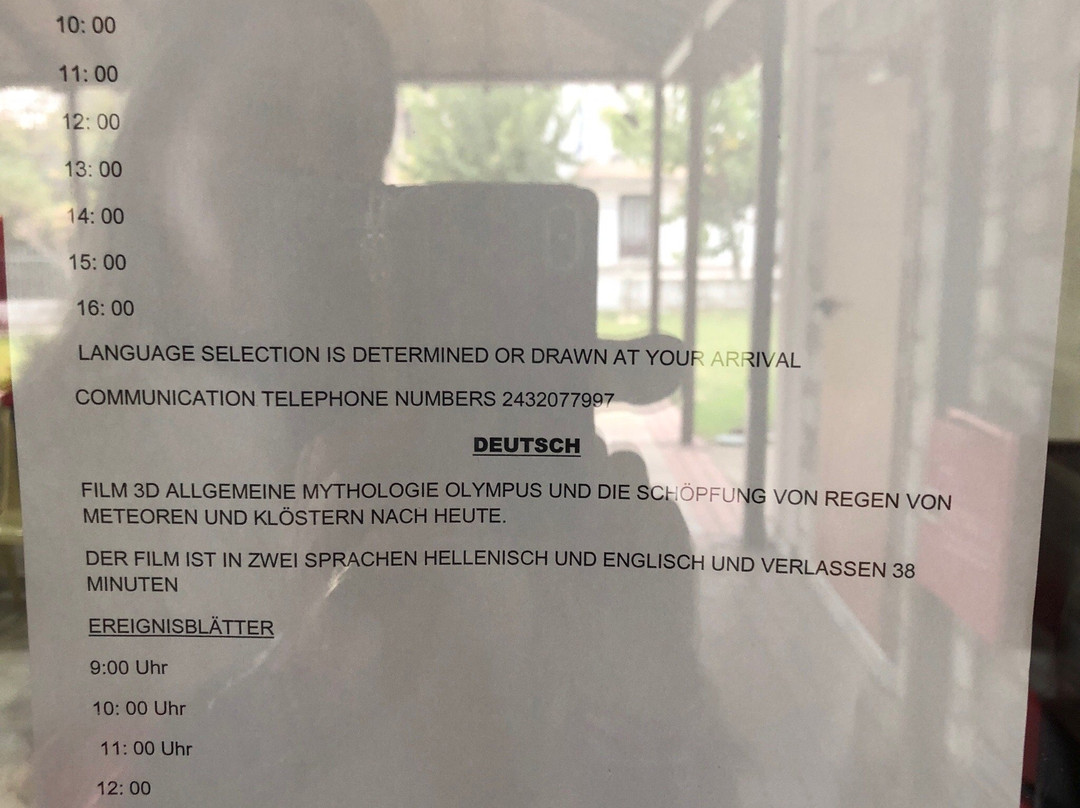 10: 00
11: 00
12: 00
13: 00
14: 00
15: 00
16: 00
LANGUAGE SELECTION IS DETERMINED OR DRAWN AT YOUR ARRIVAL
COMMUNICATION TELEPHONE NUMBERS 2432077997
DEUTSCH
FILM 3D ALLGEMEINE MYTHOLOGIE OLYMPUS UND DIE SCHÖPFUNG VON REGEN VON
METEOREN UND KLÖSTERN NACH HEUTE.
DER FILM IST IN ZWEI SPRACHEN HELLENISCH UND ENGLISCH UND VERLASSEN 38
MINUTEN
EREIGNISBLÄTTER
9:00 Uhr
10: 00 Uhr
11: 00 Uhr
12: 00